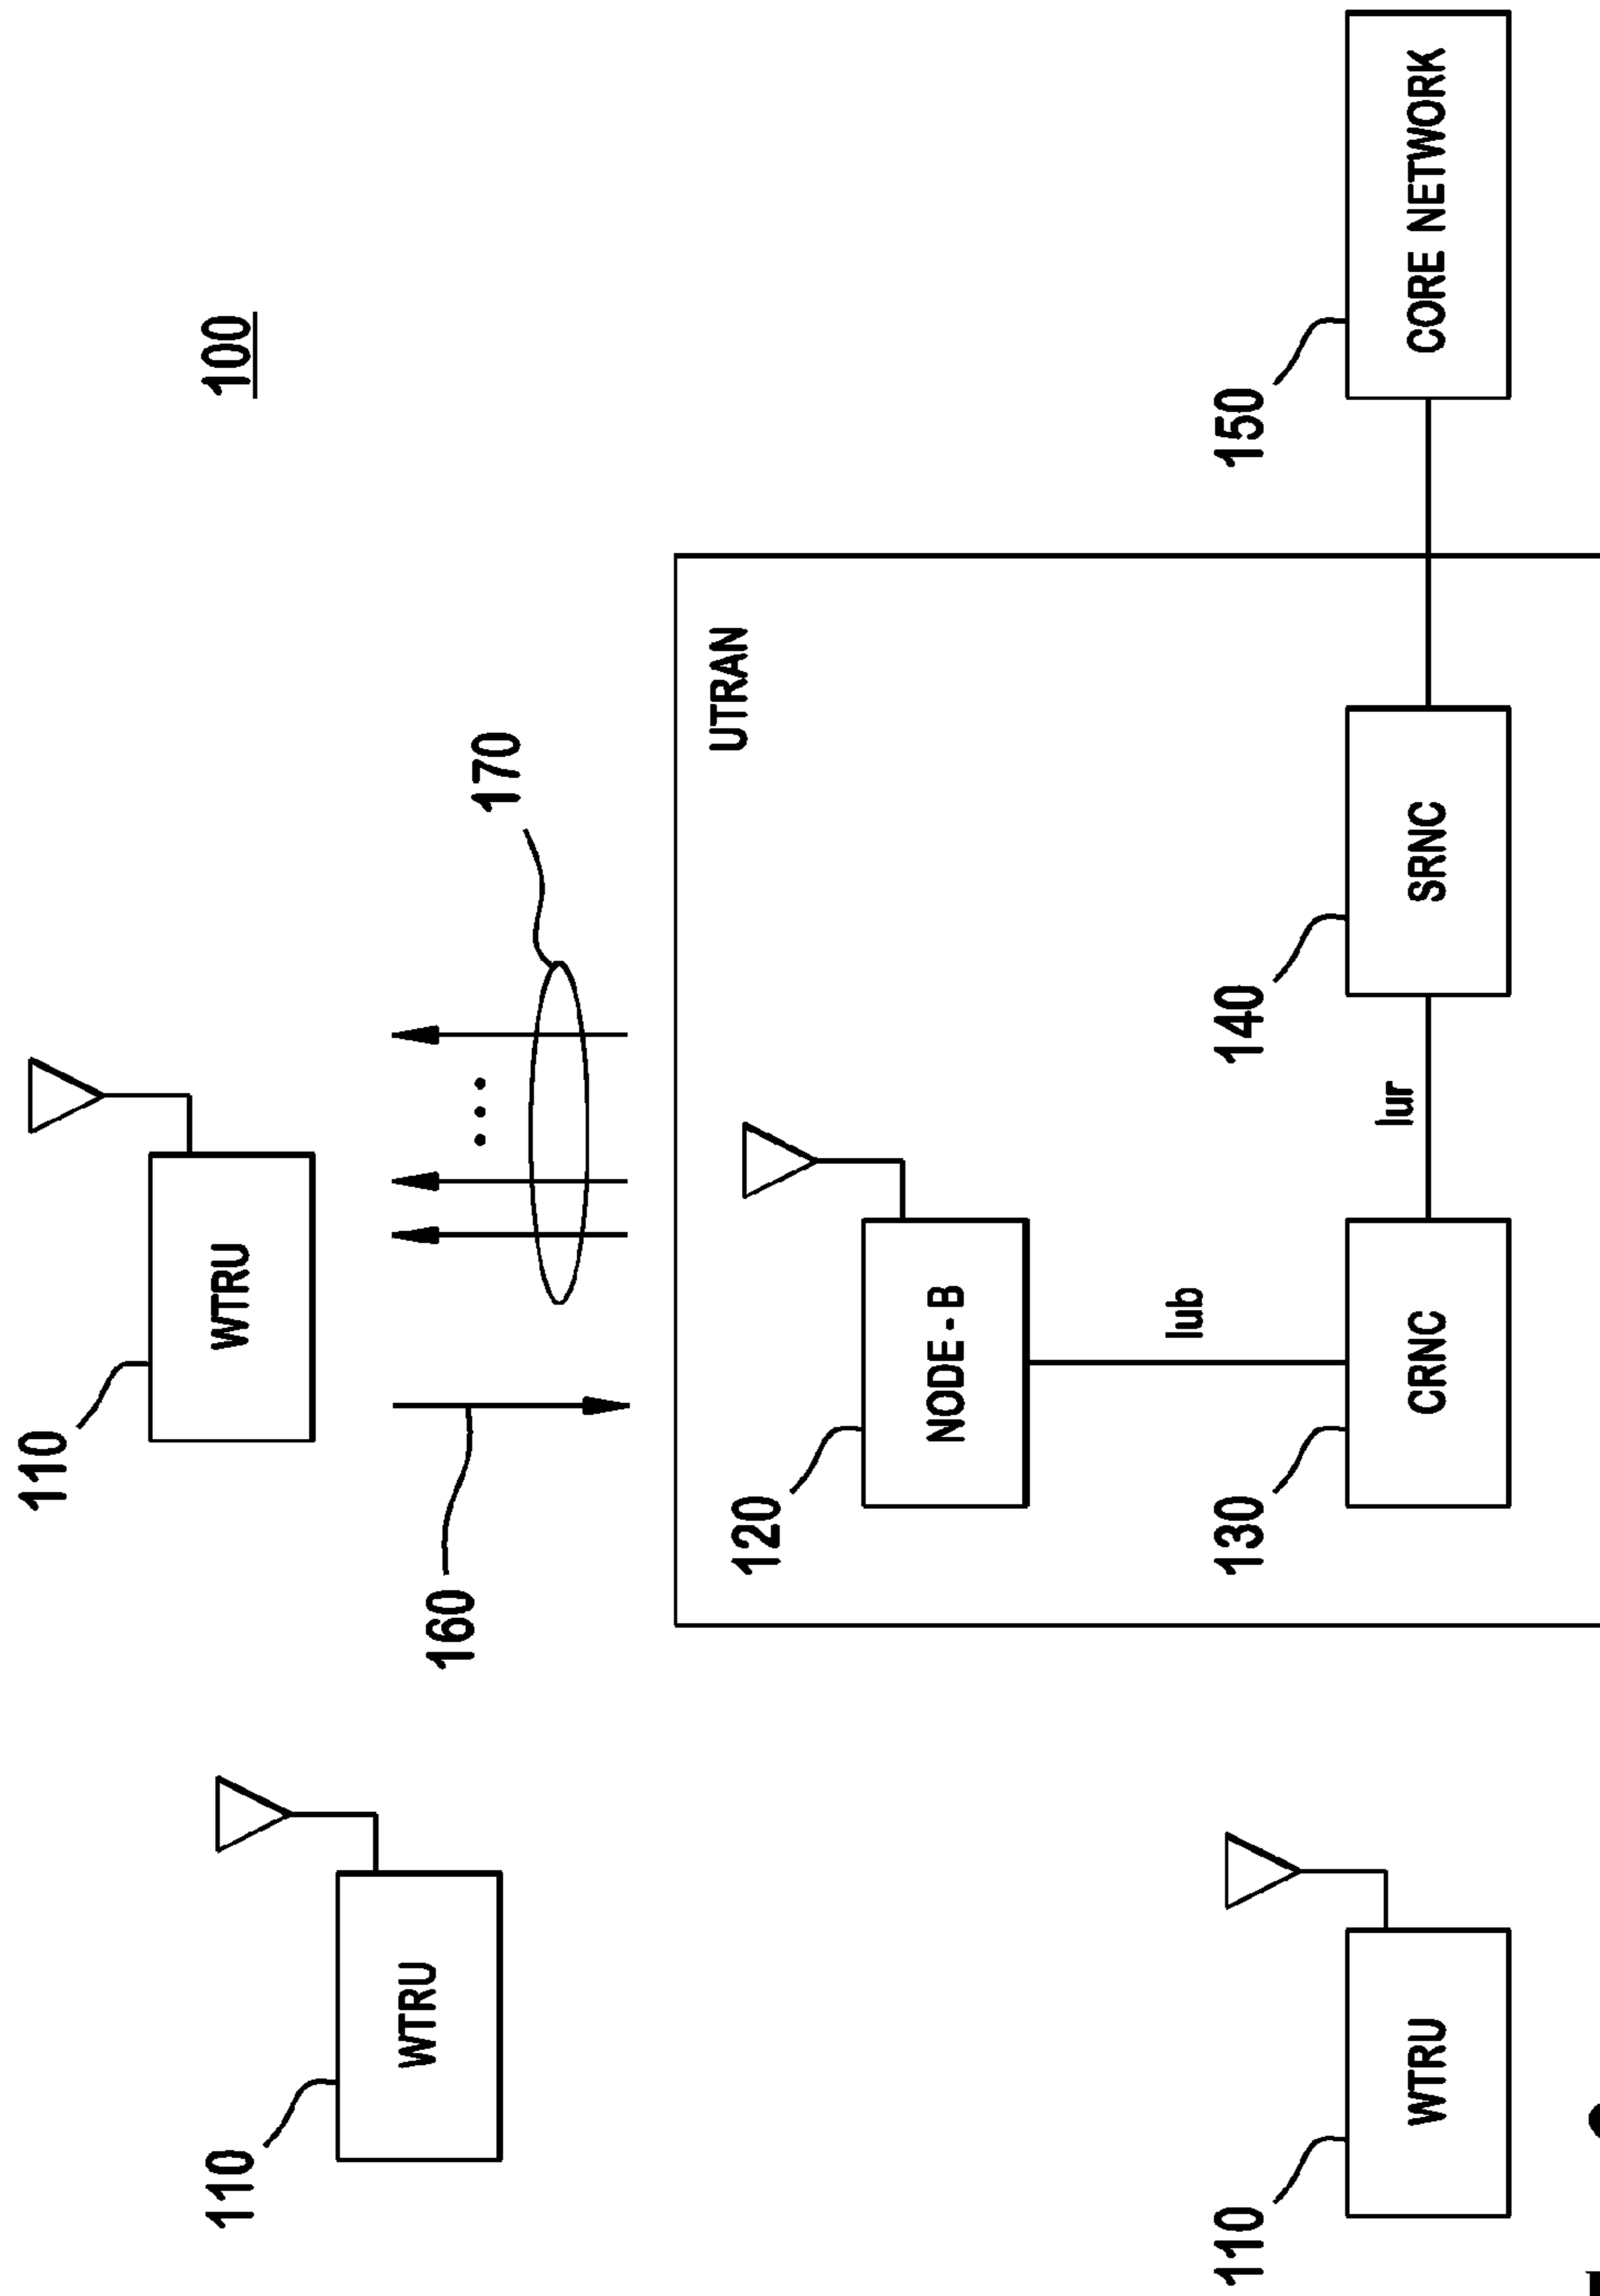 110
110
WTRU
100
WTRU
160
170
UTRAN
120
NODE - B
Iub
110
130
140
150
Iur
WTRU
CRNC
SRNC
CORE NETWORK